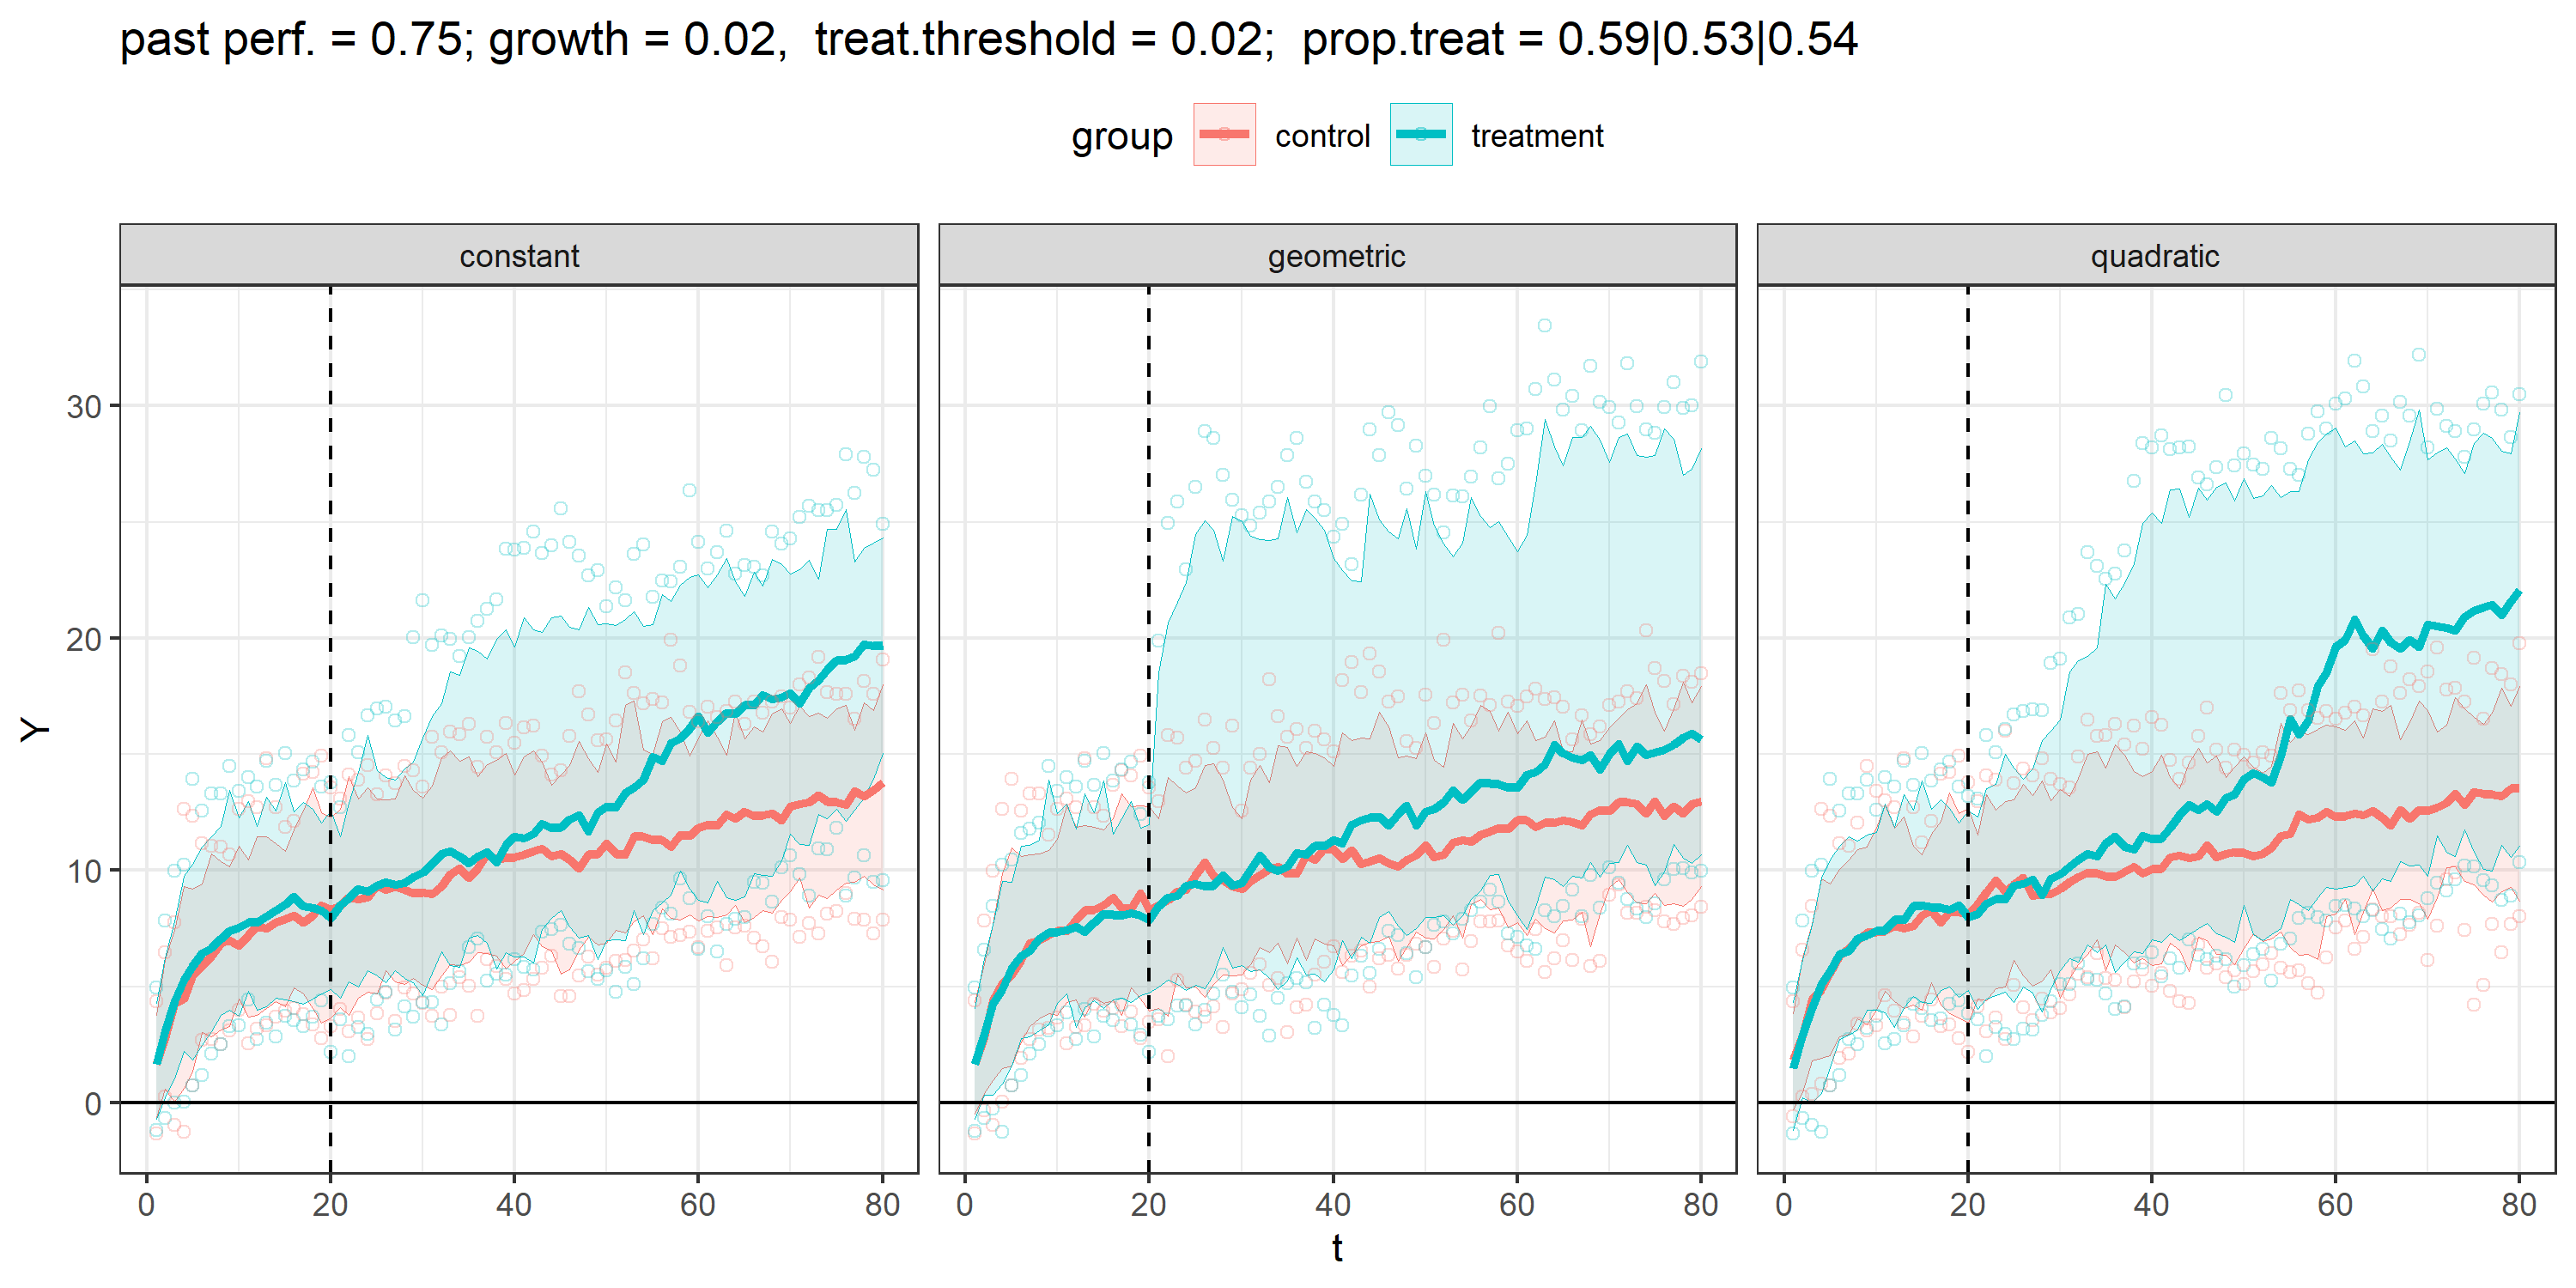 past perf. = 0.75; growth = 0.02,  treat.threshold = 0.02;  prop.treat = 0.59|0.53|0.54
group control treatment
constant geometric quadratic
30
20
10
0
Y
0 20 40 60 80 0 20 40 60 80 0 20 40 60 80
t